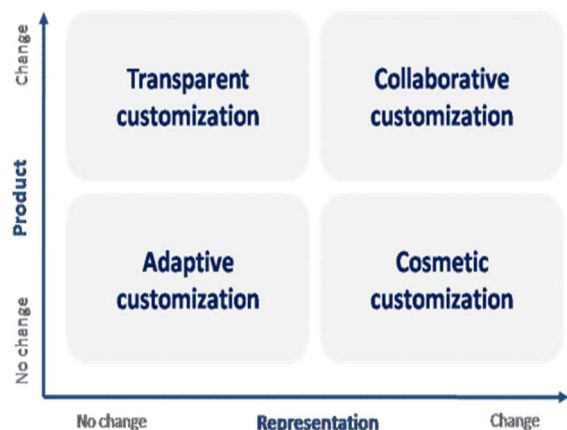 Change
Transparent
customization
Collaborative
customization
Product
Adaptive
customization
Cosmetic
customization
No change
No change
Representation
Change